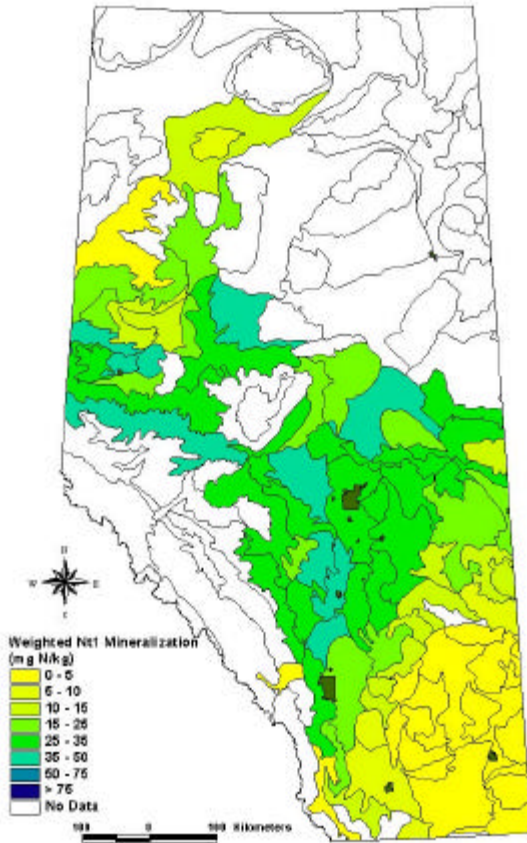 N
W E
S
Weighted Nt1 Mineralization
(mg N/kg)
0 - 5
5 - 10
10 - 15
15 - 25
25 - 35
35 - 50
50 - 75
> 75
No Data
100 0 100 Kilometers